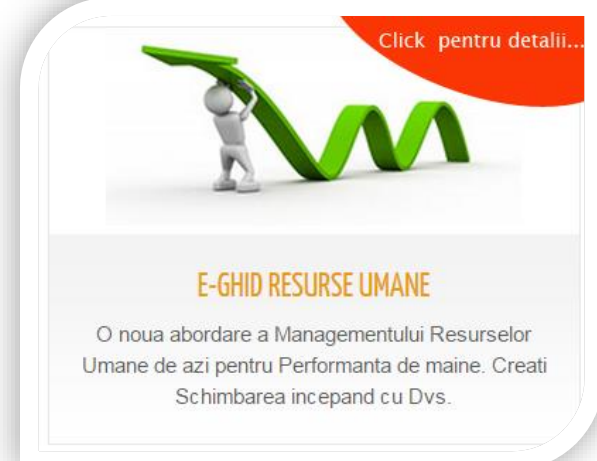 Click pentru detalii...
E-GHID RESURSE UMANE
O noua abordare a Managementului Resurselor
Umane de azi pentru Performanta de maine. Creati
Schimbarea incepand cu Dvs.